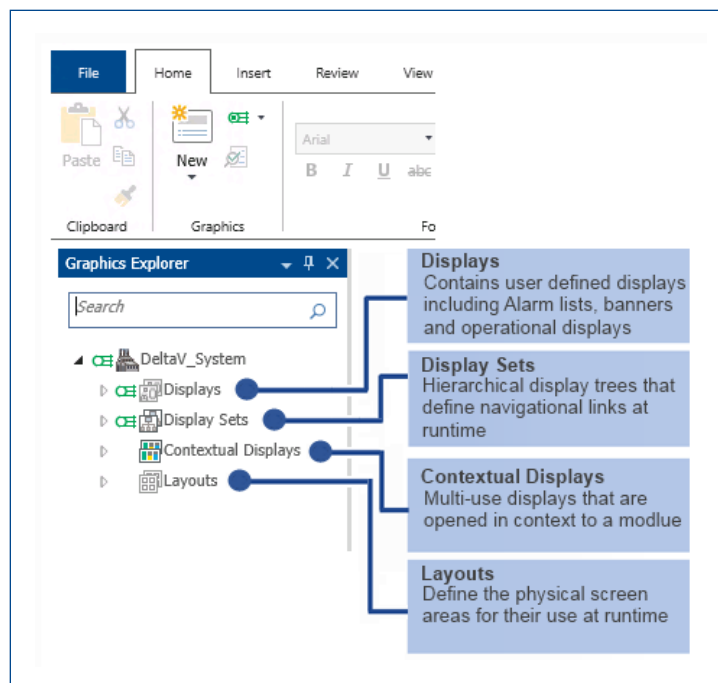 File Home Insert Review View
Arial
Paste New B I U abc
Clipboard Graphics Fo
Graphics Explorer
Search
DeltaV_System
Displays
Display Sets
Contextual Displays
Layouts
Displays
Contains user defined displays
including Alarm lists, banners
and operational displays
Display Sets
Hierarchical display trees that
define navigational links at
runtime
Contextual Displays
Multi-use displays that are
opened in context to a modlue
Layouts
Define the physical screen
areas for their use at runtime